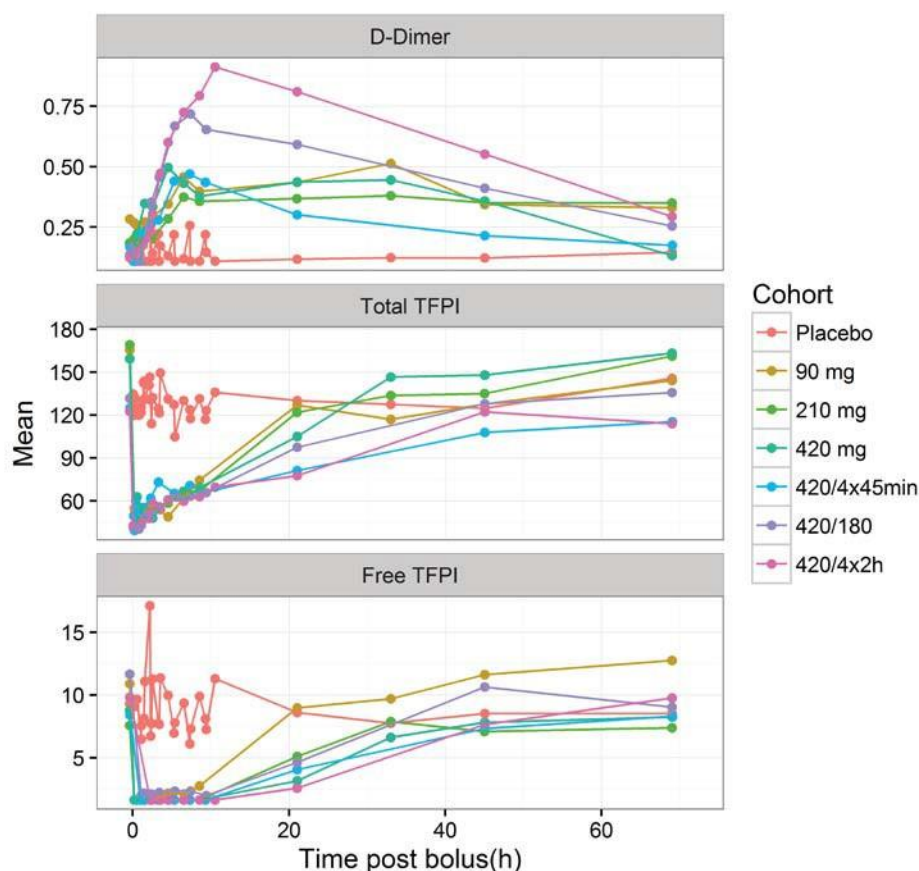 D-Dimer
0.75
0.50
0.25
Total TFPI
180
150
120
90
60
Mean
Free TFPI
15
10
5
0 20 40 60
Time post bolus(h)
Cohort
Placebo
90 mg
210 mg
420 mg
420/4x45min
420/180
420/4x2h